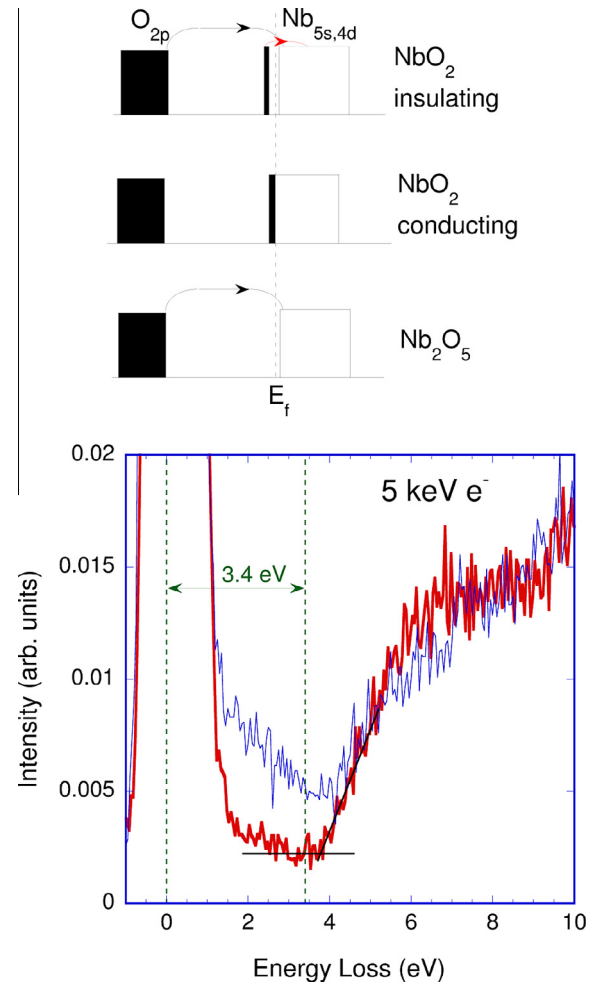 O2p Nb5s,4d
NbO2
insulating
NbO2
conducting
Nb2O5
Ef
0.02
5 keV e-
0.015
3.4 eV
0.01
0.005
0
Intensity (arb. units)
0 2 4 6 8 10
Energy Loss (eV)